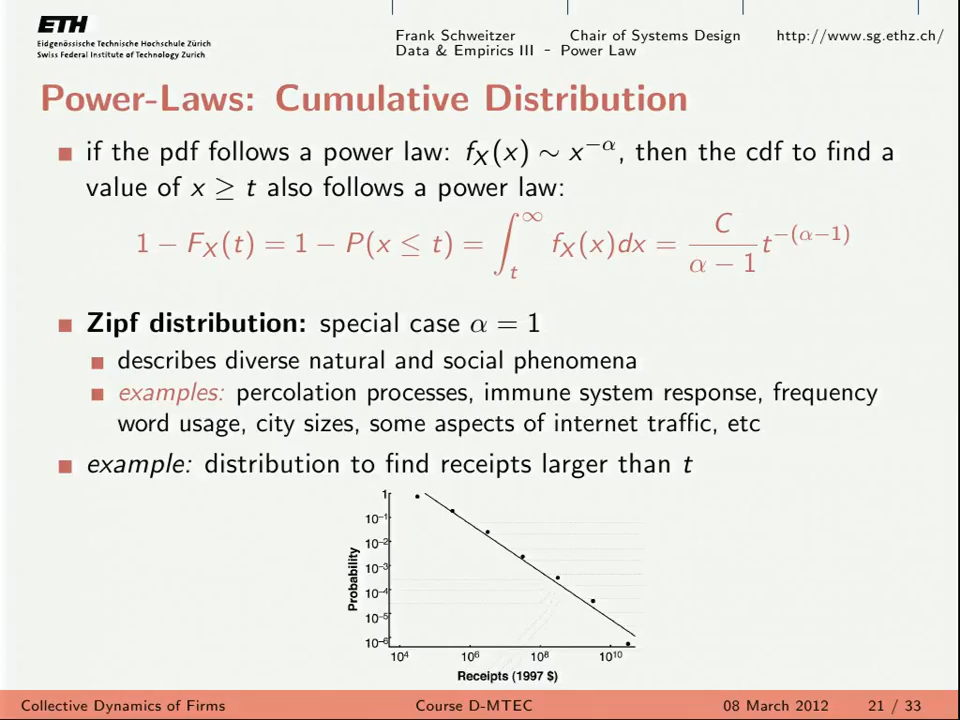 ETH
Eidgenössische Technische Hochschule Zürich
Swiss Federal Institute of Technology Zurich
Frank Schweitzer Chair of Systems Design http://www.sg.ethz.ch/
Data & Empirics III - Power Law
Power-Laws: Cumulative Distribution
if the pdf follows a power law: f_X(x) ∼ x^{−α}, then the cdf to find a
value of x ≥ t also follows a power law:
1 − F_X(t) = 1 − P(x ≤ t) = ∫_t^∞ f_X(x)dx = \frac{C}{α − 1} t^{−(α−1)}
Zipf distribution: special case α = 1
describes diverse natural and social phenomena
examples: percolation processes, immune system response, frequency
word usage, city sizes, some aspects of internet traffic, etc
example: distribution to find receipts larger than t
Probability
1
10^{−1}
10^{−2}
10^{−3}
10^{−4}
10^{−5}
10^{−6}
10^4 10^6 10^8 10^{10}
Receipts (1997 $)
Collective Dynamics of Firms Course D-MTEC 08 March 2012 21 / 33